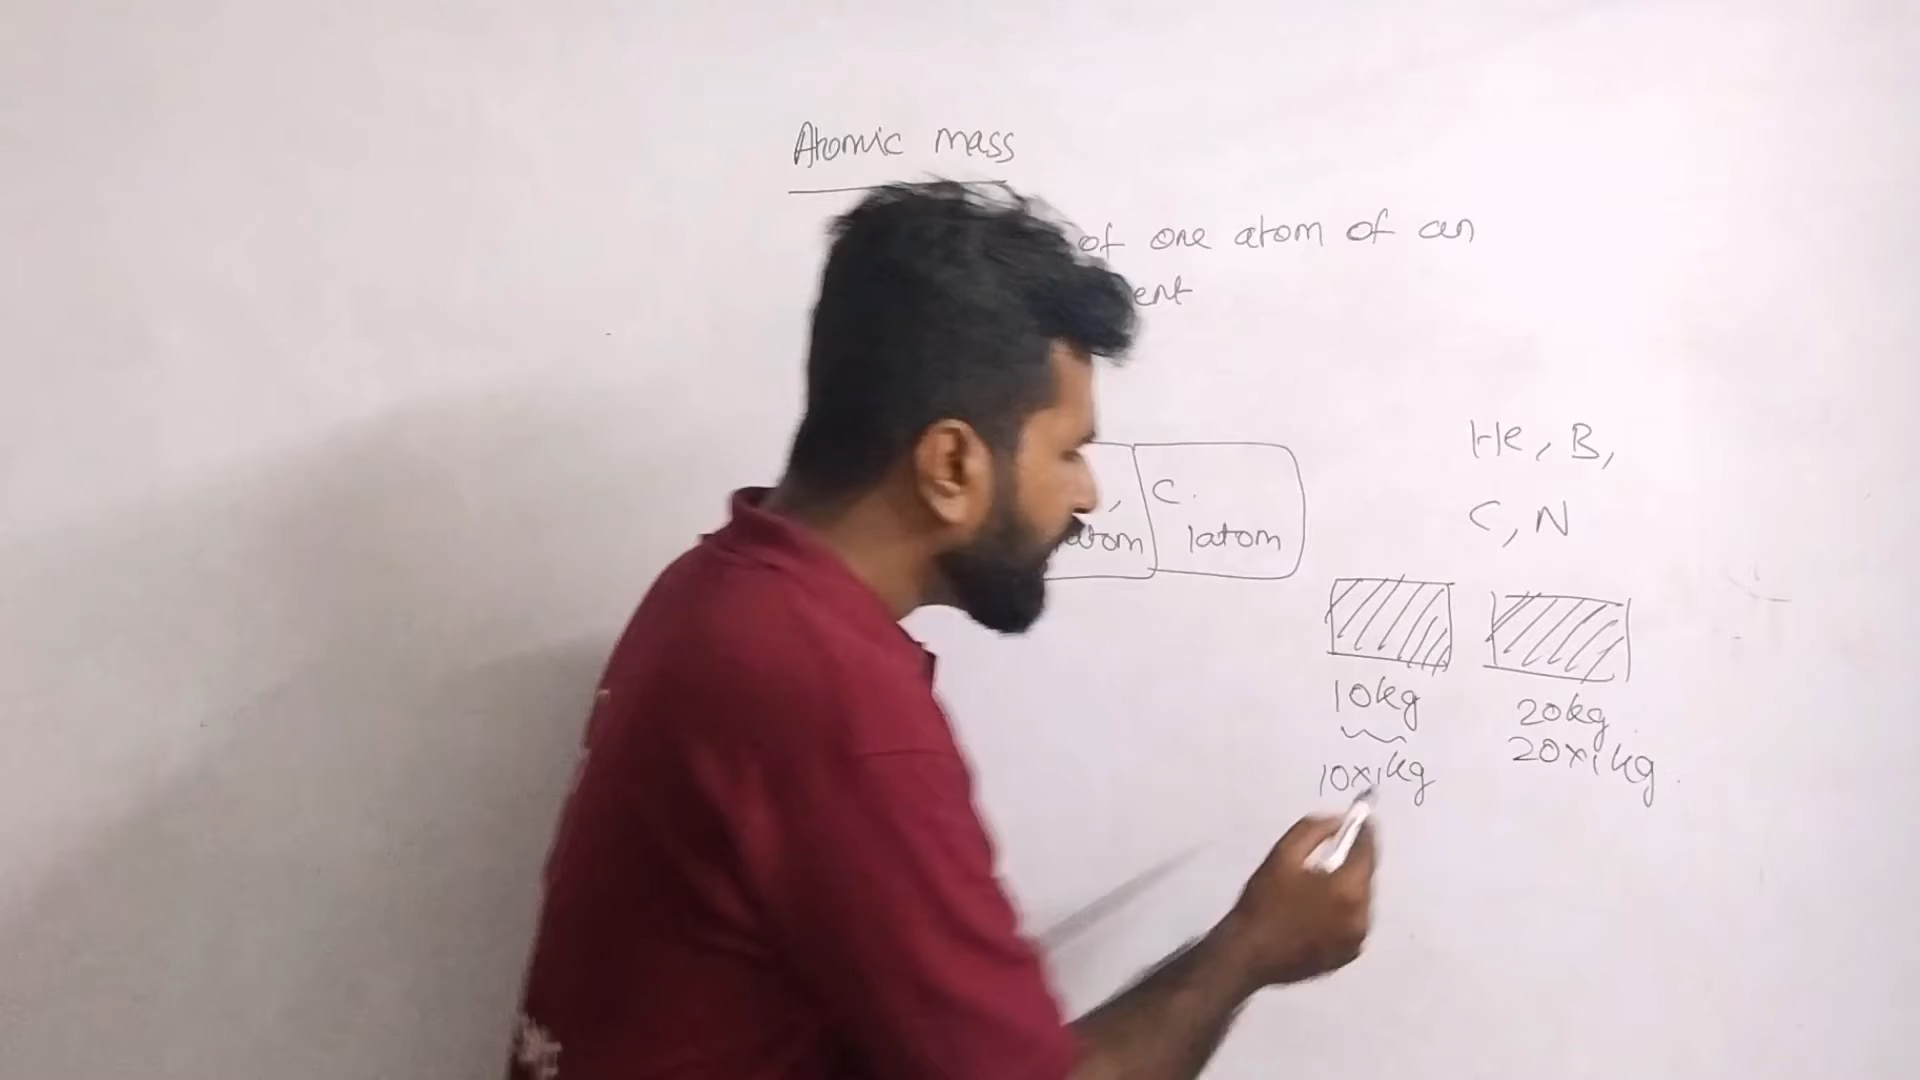 Atomic mass
of one atom of an
ent
He, B,
C, N
, C.
atom 1atom
10kg 20kg
10x1kg 20x1kg